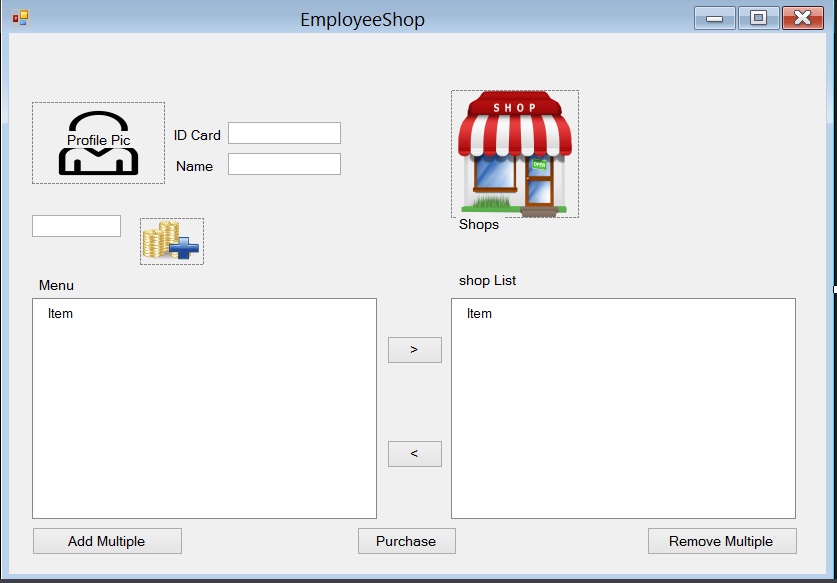 EmployeeShop
SHOP
OPEN
Profile Pic
ID Card
Name
Shops
Menu
shop List
Item
Item
>
<
Add Multiple
Purchase
Remove Multiple